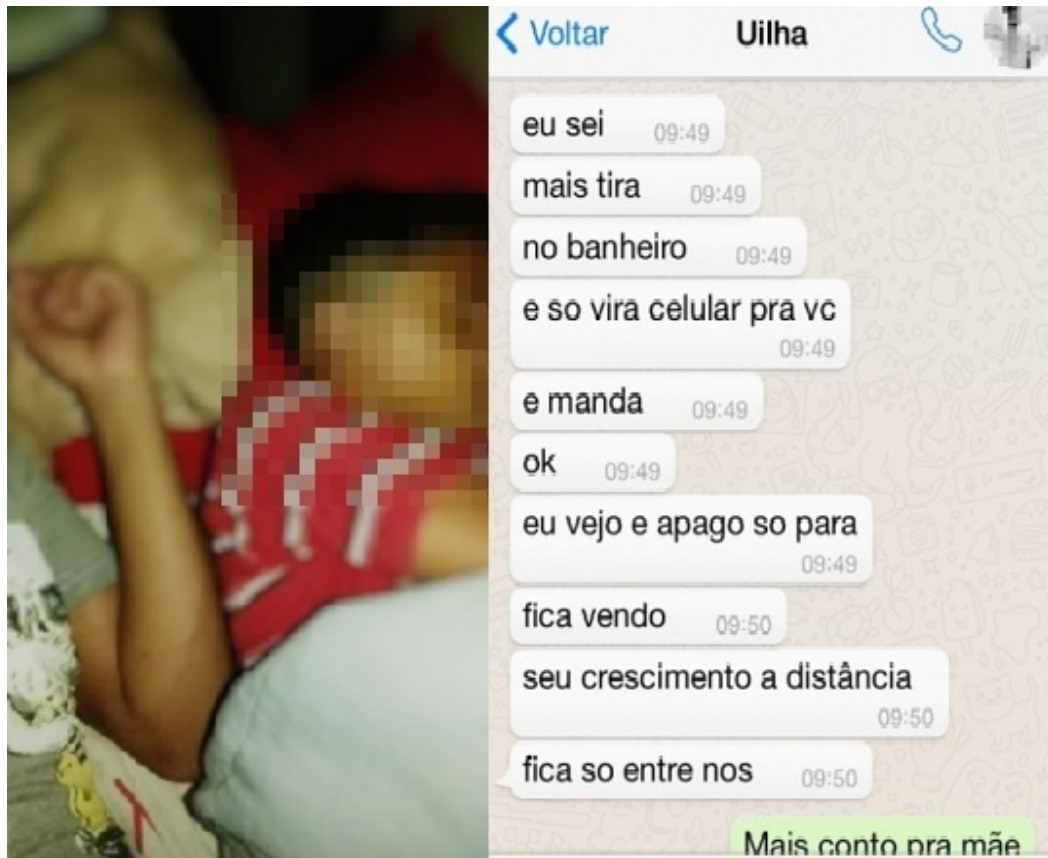 Voltar
Uilha
eu sei 09:49
mais tira 09:49
no banheiro 09:49
e so vira celular pra vc
09:49
e manda 09:49
ok 09:49
eu vejo e apago so para
09:49
fica vendo 09:50
seu crescimento a distância
09:50
fica so entre nos 09:50
Mais conto pra mãe